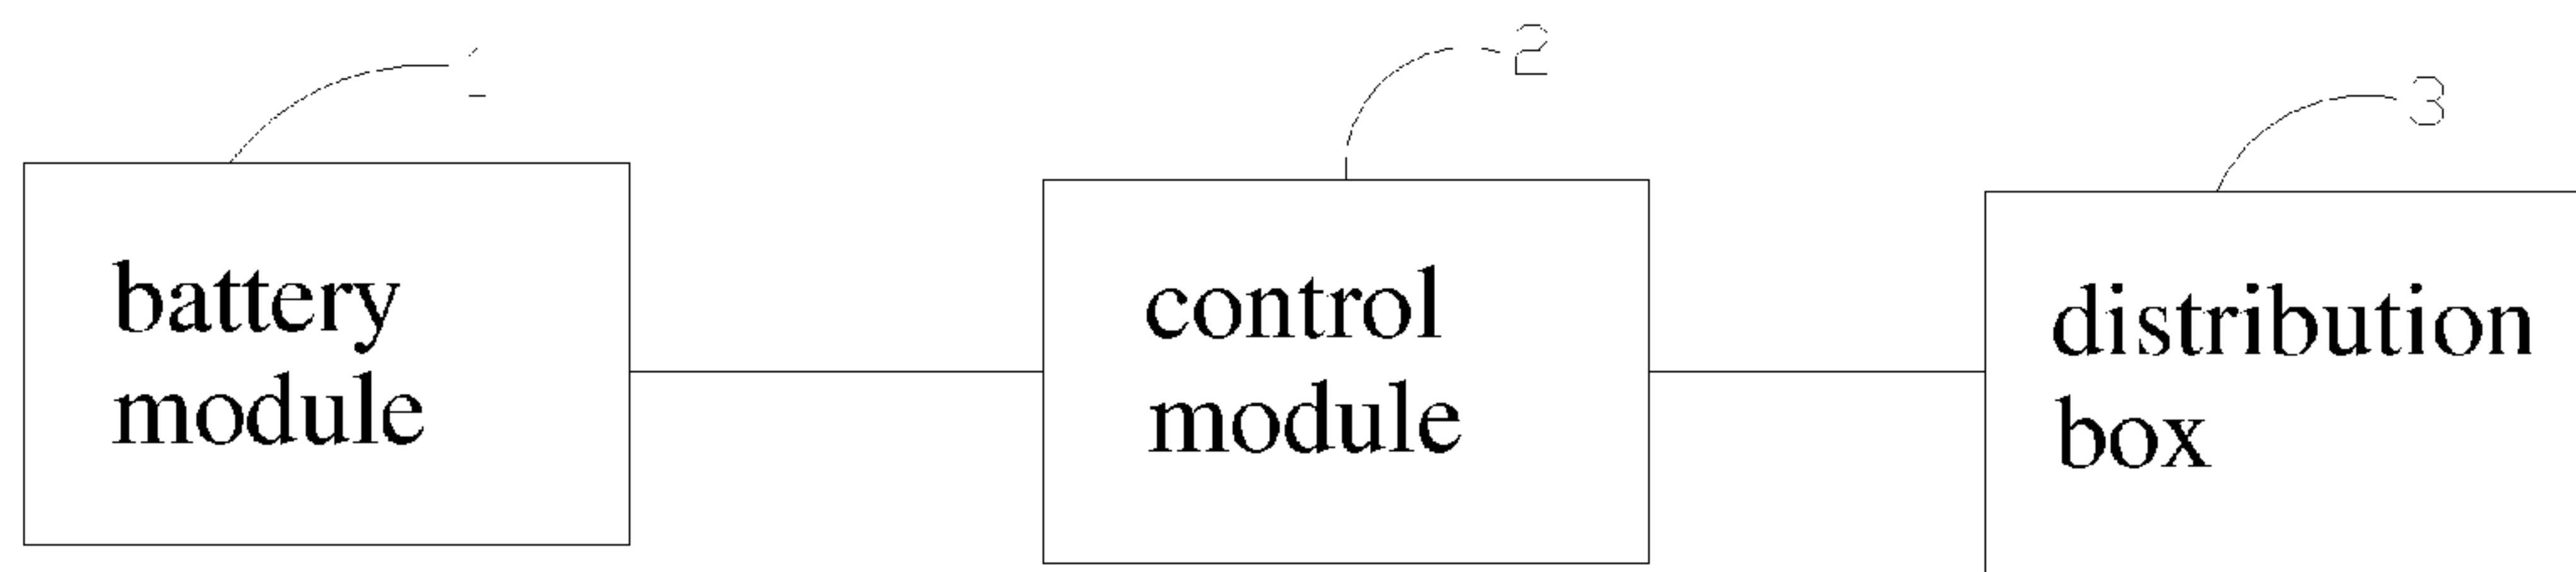 1
2
3
battery
module
control
module
distribution
box